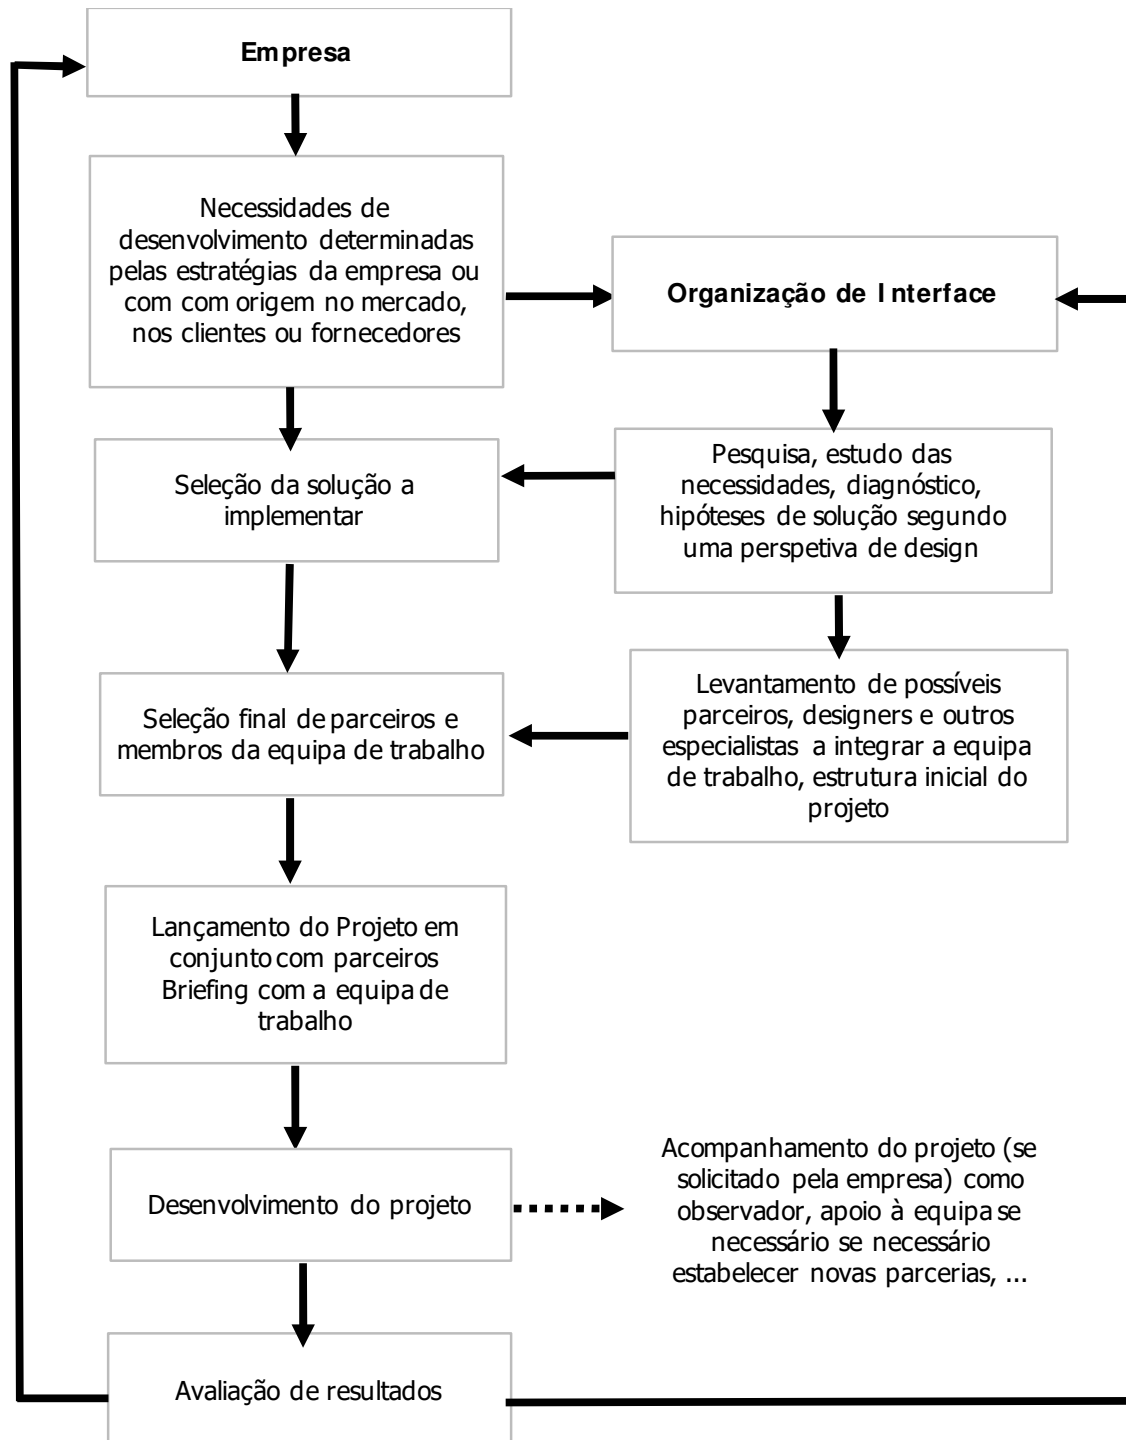 Empresa
Necessidades de
desenvolvimento determinadas
pelas estratégias da empresa ou
com com origem no mercado,
nos clientes ou fornecedores
Organização de Interface
Seleção da solução a
implementar
Pesquisa, estudo das
necessidades, diagnóstico,
hipóteses de solução segundo
uma perspetiva de design
Seleção final de parceiros e
membros da equipa de trabalho
Levantamento de possíveis
parceiros, designers e outros
especialistas a integrar a equipa
de trabalho, estrutura inicial do
projeto
Lançamento do Projeto em
conjunto com parceiros
Briefing com a equipa de
trabalho
Desenvolvimento do projeto
Acompanhamento do projeto (se
solicitado pela empresa) como
observador, apoio à equipa se
necessário se necessário
estabelecer novas parcerias, ...
Avaliação de resultados